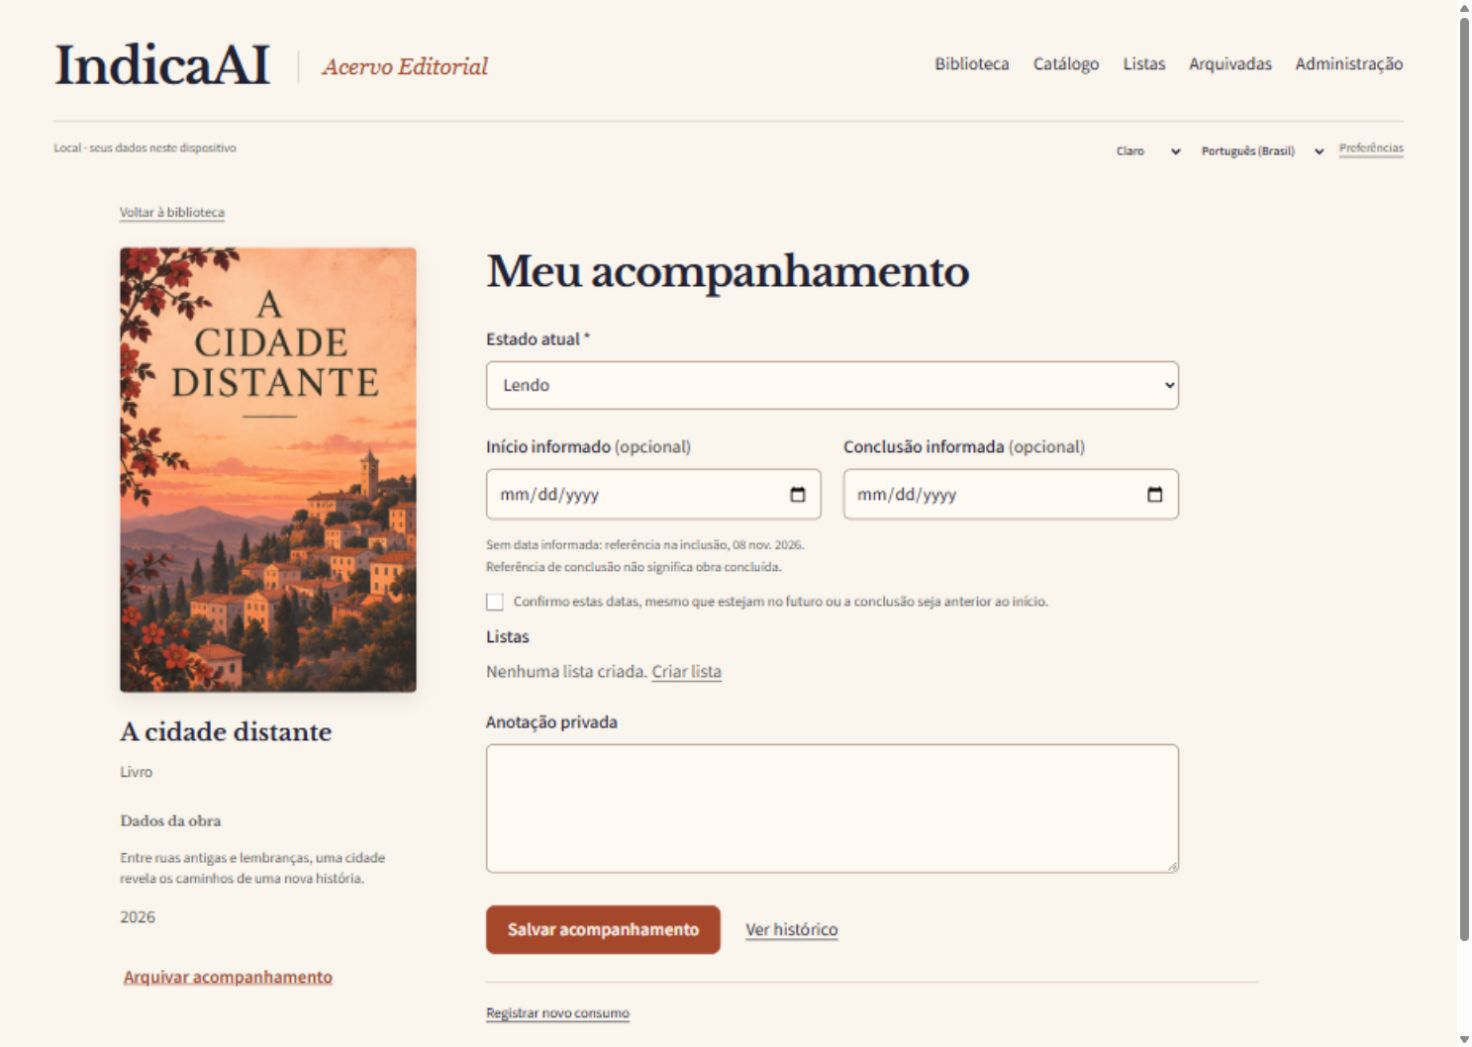 IndicaAI
Acervo Editorial
Biblioteca Catálogo Listas Arquivadas Administração
Local - seus dados neste dispositivo
Claro Português (Brasil) Preferências
Voltar à biblioteca
A
CIDADE
DISTANTE
A cidade distante
Livro
Dados da obra
Entre ruas antigas e lembranças, uma cidade
revela os caminhos de uma nova história.
2026
Arquivar acompanhamento
Meu acompanhamento
Estado atual *
Lendo
Início informado (opcional) Conclusão informada (opcional)
mm/dd/yyyy mm/dd/yyyy
Sem data informada: referência na inclusão, 08 nov. 2026.
Referência de conclusão não significa obra concluída.
Confirmo estas datas, mesmo que estejam no futuro ou a conclusão seja anterior ao início.
Listas
Nenhuma lista criada. Criar lista
Anotação privada
Salvar acompanhamento Ver histórico
Registrar novo consumo